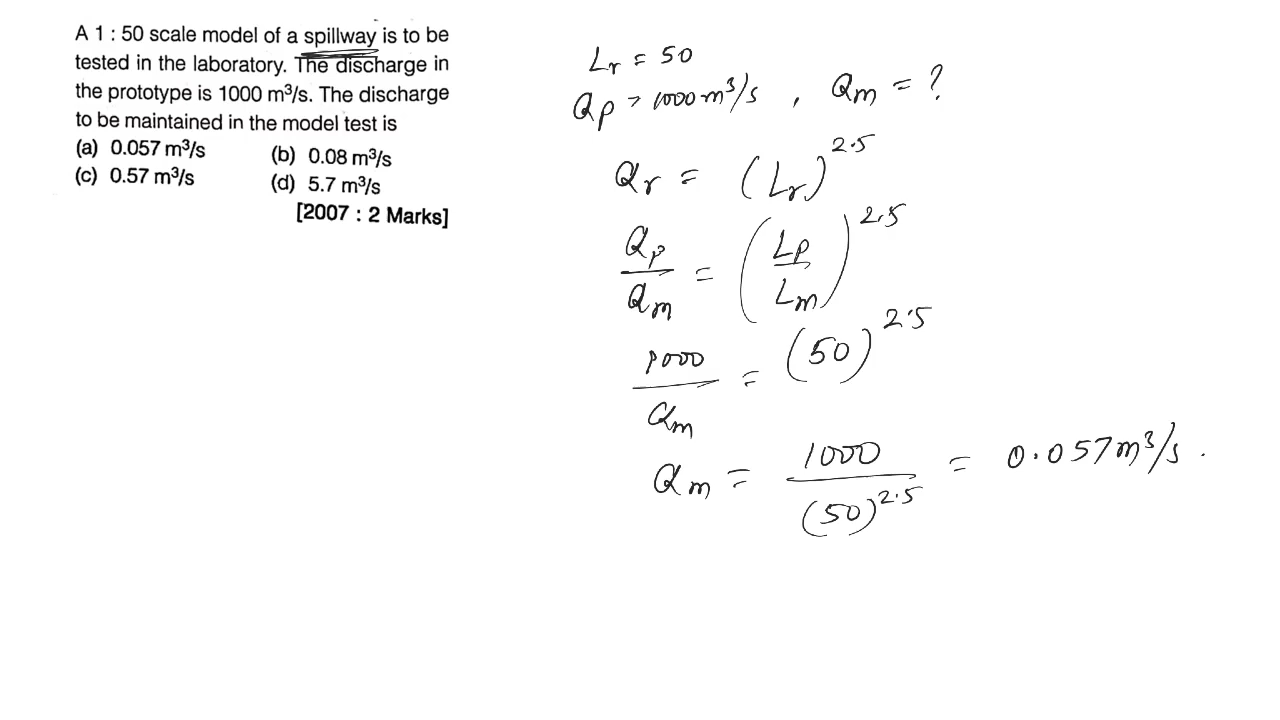 A 1 : 50 scale model of a spillway is to be
tested in the laboratory. The discharge in
the prototype is 1000 m³/s. The discharge
to be maintained in the model test is
(a) 0.057 m³/s (b) 0.08 m³/s
(c) 0.57 m³/s (d) 5.7 m³/s
[2007 : 2 Marks]
Lr = 50
Qp > 1000 m³/s , Qm = ?
Qr = (Lr)^2.5
Qp/Qm = (Lp/Lm)^2.5
1000/Qm = (50)^2.5
Qm = 1000/(50)^2.5 = 0.057 m³/s .